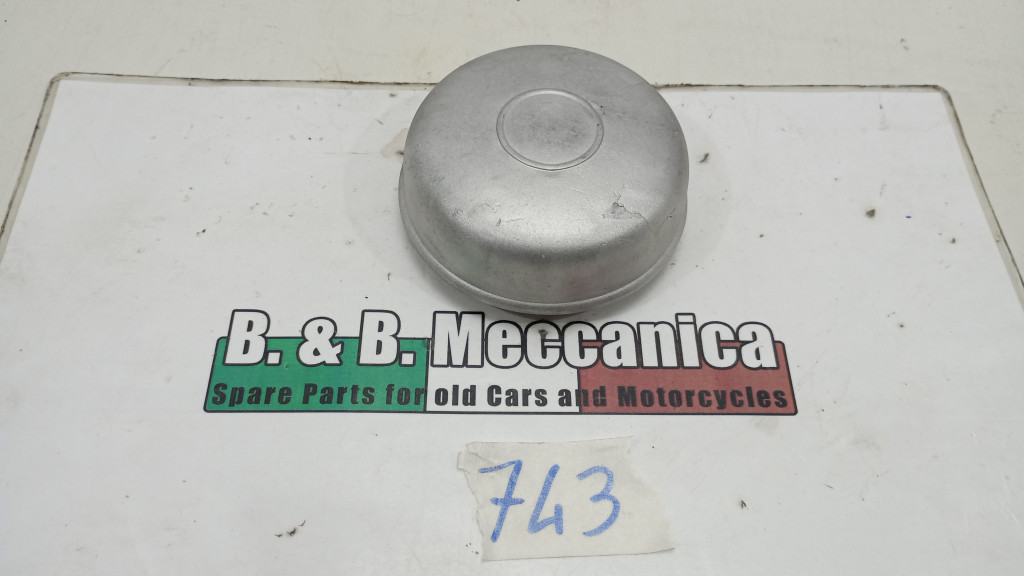 B. & B. Meccanica
Spare Parts for old Cars and Motorcycles
743